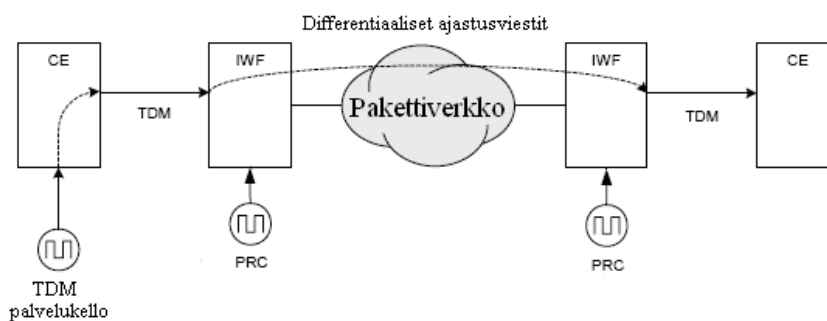 Differentiaaliset ajastusviestit
CE
IWF
IWF
CE
Pakettiverkko
TDM
TDM
PRC
PRC
TDM
palvelukello